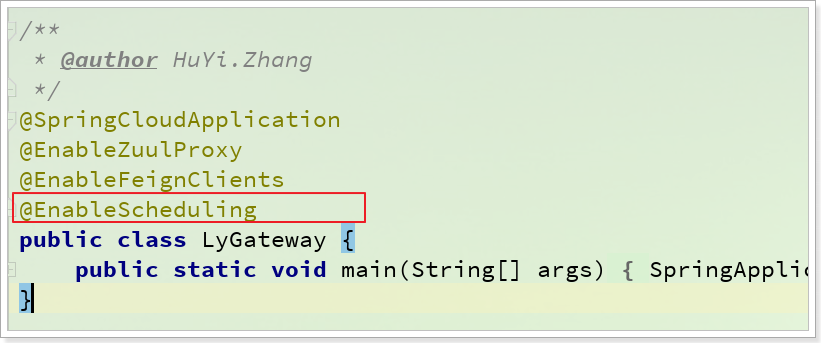 /**
 * @author HuYi.Zhang
 */
@SpringCloudApplication
@EnableZuulProxy
@EnableFeignClients
@EnableScheduling
public class LyGateway {
    public static void main(String[] args) { SpringApplic
}